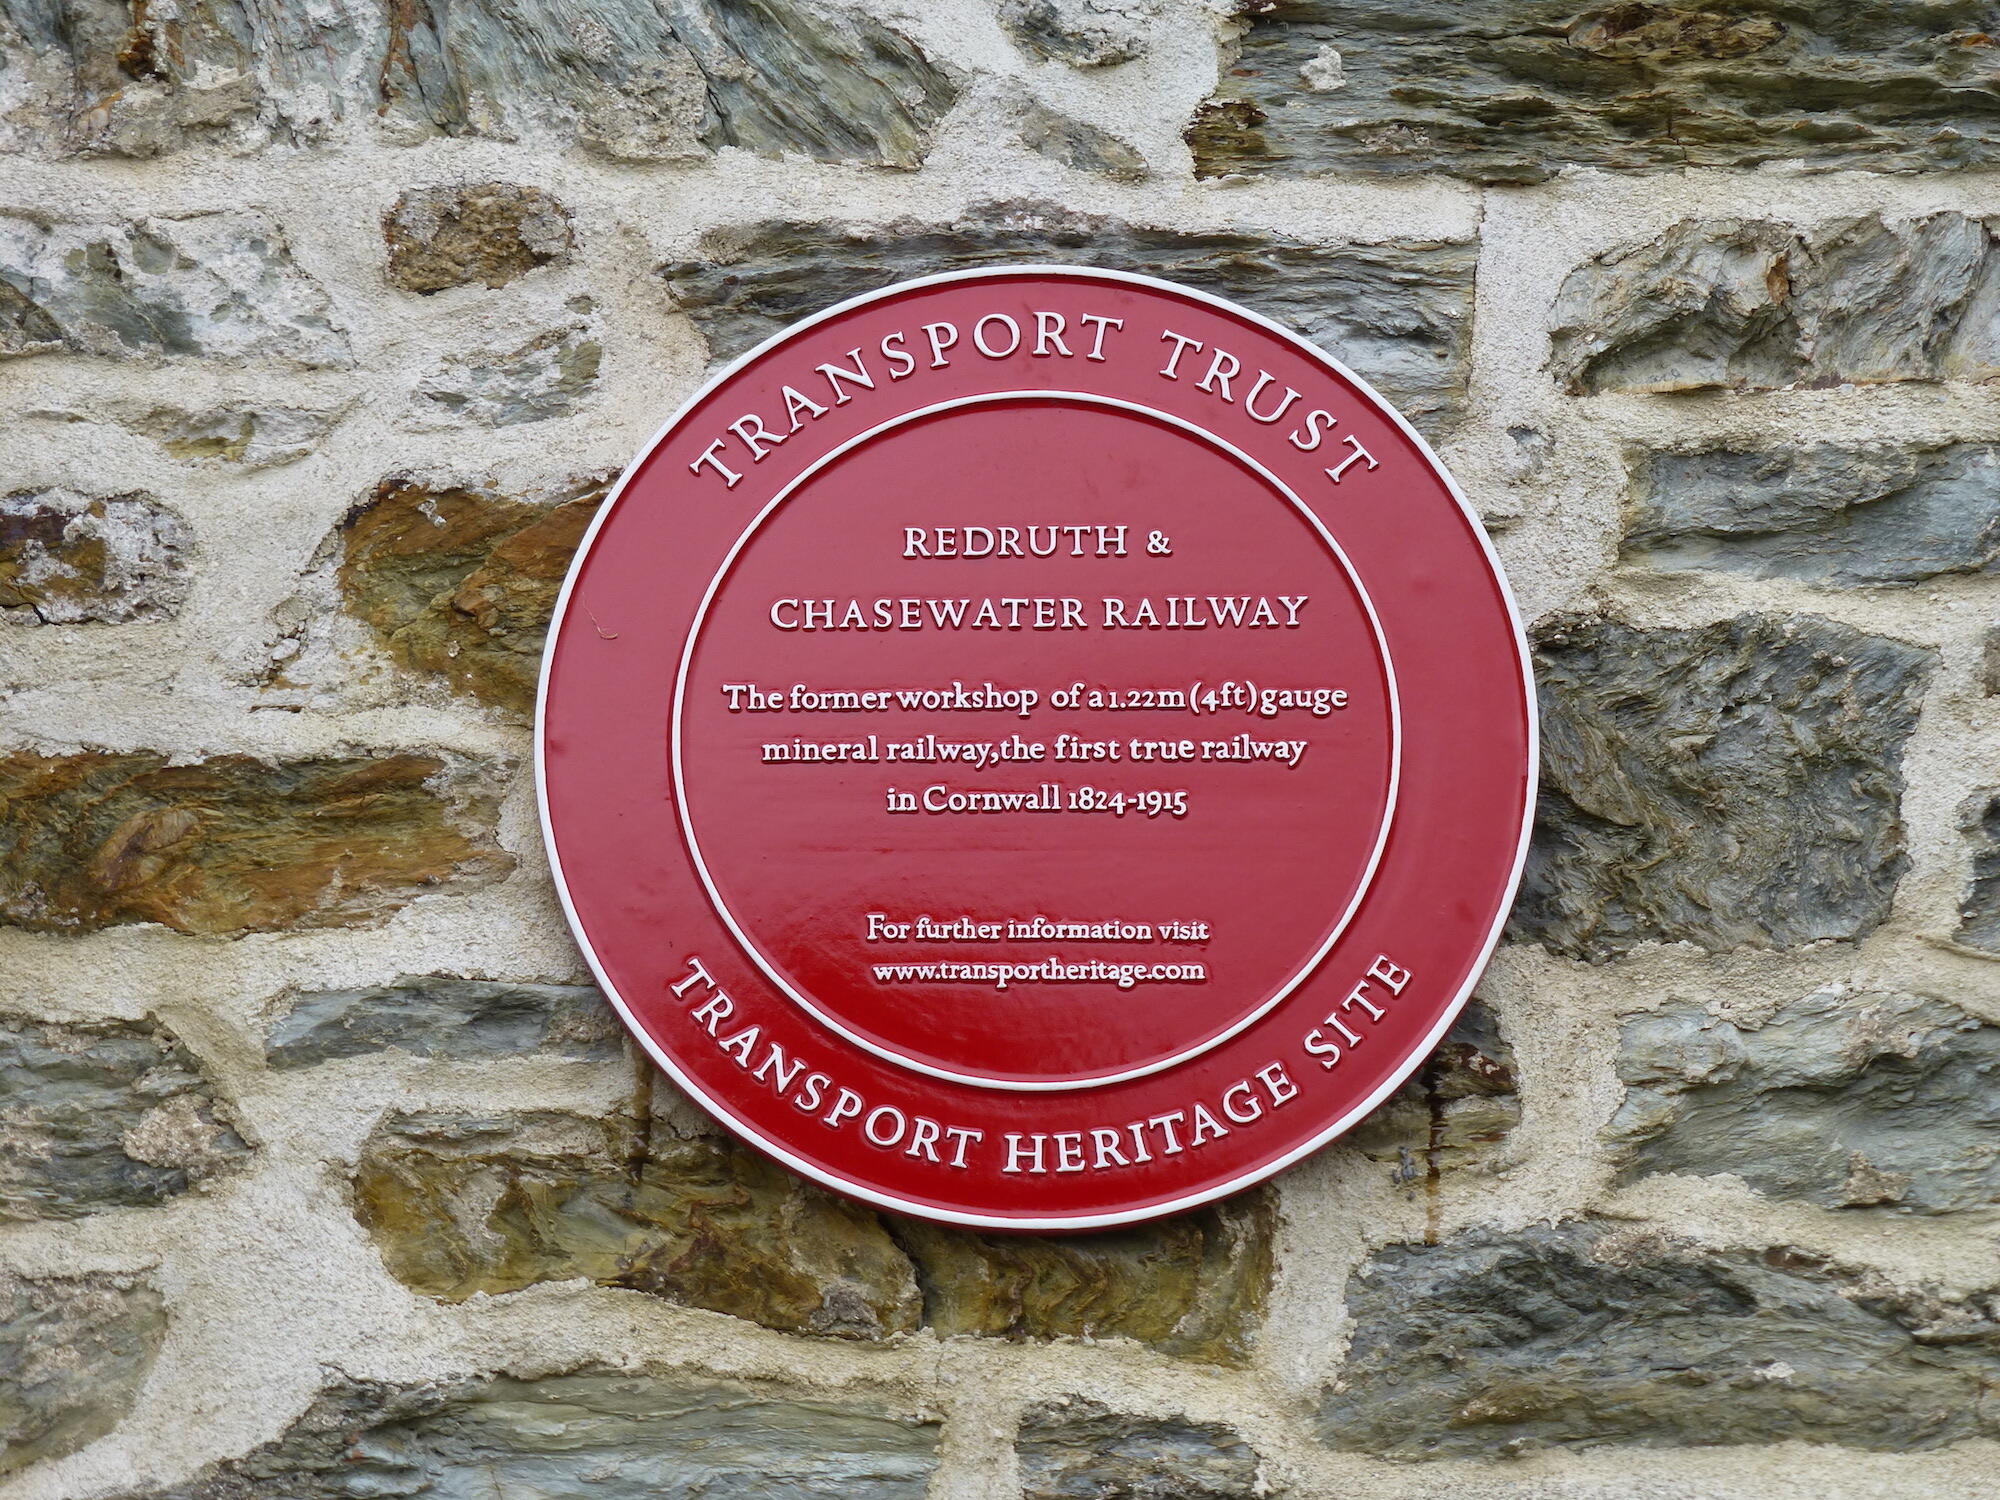 TRANSPORT TRUST
REDRUTH &
CHASEWATER RAILWAY
The former workshop of a 1.22m (4ft) gauge
mineral railway, the first true railway
in Cornwall 1824-1915
For further information visit
www.transportheritage.com
TRANSPORT HERITAGE SITE